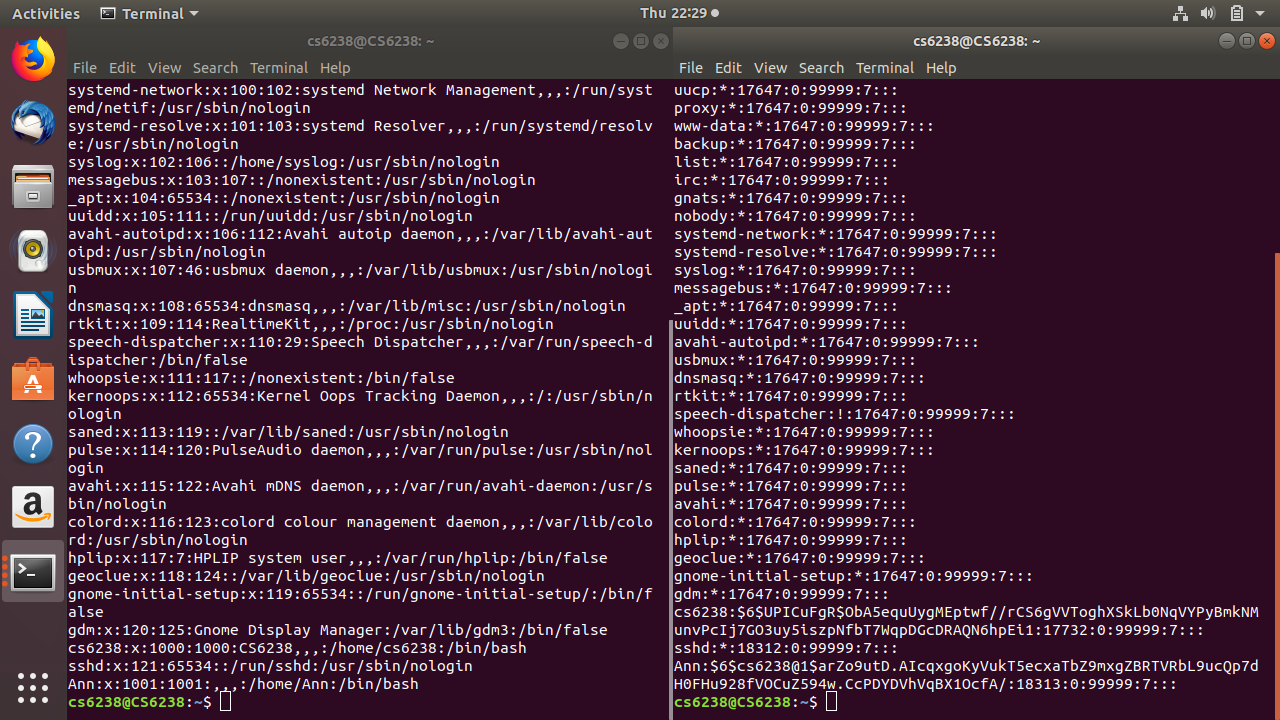 Activities Terminal Thu 22:29
cs6238@CS6238: ~
File Edit View Search Terminal Help
systemd-network:x:100:102:systemd Network Management,,,:/run/syst
emd/netif:/usr/sbin/nologin
systemd-resolve:x:101:103:systemd Resolver,,,:/run/systemd/resolv
e:/usr/sbin/nologin
syslog:x:102:106::/home/syslog:/usr/sbin/nologin
messagebus:x:103:107::/nonexistent:/usr/sbin/nologin
_apt:x:104:65534::/nonexistent:/usr/sbin/nologin
uuidd:x:105:111::/run/uuidd:/usr/sbin/nologin
avahi-autoipd:x:106:112:Avahi autoip daemon,,,:/var/lib/avahi-aut
oipd:/usr/sbin/nologin
usbmux:x:107:46:usbmux daemon,,,:/var/lib/usbmux:/usr/sbin/nologi
n
dnsmasq:x:108:65534:dnsmasq,,,:/var/lib/misc:/usr/sbin/nologin
rtkit:x:109:114:RealtimeKit,,,:/proc:/usr/sbin/nologin
speech-dispatcher:x:110:29:Speech Dispatcher,,,:/var/run/speech-d
ispatcher:/bin/false
whoopsie:x:111:117::/nonexistent:/bin/false
kernoops:x:112:65534:Kernel Oops Tracking Daemon,,,:/:/usr/sbin/n
ologin
saned:x:113:119::/var/lib/saned:/usr/sbin/nologin
pulse:x:114:120:PulseAudio daemon,,,:/var/run/pulse:/usr/sbin/nol
ogin
avahi:x:115:122:Avahi mDNS daemon,,,:/var/run/avahi-daemon:/usr/s
bin/nologin
colord:x:116:123:colord colour management daemon,,,:/var/lib/colo
rd:/usr/sbin/nologin
hplip:x:117:7:HPLIP system user,,,:/var/run/hplip:/bin/false
geoclue:x:118:124::/var/lib/geoclue:/usr/sbin/nologin
gnome-initial-setup:x:119:65534::/run/gnome-initial-setup/:/bin/f
alse
gdm:x:120:125:Gnome Display Manager:/var/lib/gdm3:/bin/false
cs6238:x:1000:1000:CS6238,,,:/home/cs6238:/bin/bash
sshd:x:121:65534::/run/sshd:/usr/sbin/nologin
Ann:x:1001:1001:,,,:/home/Ann:/bin/bash
cs6238@CS6238:~$
cs6238@CS6238: ~
File Edit View Search Terminal Help
uucp:*:17647:0:99999:7:::
proxy:*:17647:0:99999:7:::
www-data:*:17647:0:99999:7:::
backup:*:17647:0:99999:7:::
list:*:17647:0:99999:7:::
irc:*:17647:0:99999:7:::
gnats:*:17647:0:99999:7:::
nobody:*:17647:0:99999:7:::
systemd-network:*:17647:0:99999:7:::
systemd-resolve:*:17647:0:99999:7:::
syslog:*:17647:0:99999:7:::
messagebus:*:17647:0:99999:7:::
_apt:*:17647:0:99999:7:::
uuidd:*:17647:0:99999:7:::
avahi-autoipd:*:17647:0:99999:7:::
usbmux:*:17647:0:99999:7:::
dnsmasq:*:17647:0:99999:7:::
rtkit:*:17647:0:99999:7:::
speech-dispatcher:!:17647:0:99999:7:::
whoopsie:*:17647:0:99999:7:::
kernoops:*:17647:0:99999:7:::
saned:*:17647:0:99999:7:::
pulse:*:17647:0:99999:7:::
avahi:*:17647:0:99999:7:::
colord:*:17647:0:99999:7:::
hplip:*:17647:0:99999:7:::
geoclue:*:17647:0:99999:7:::
gnome-initial-setup:*:17647:0:99999:7:::
gdm:*:17647:0:99999:7:::
cs6238:$6$UPICuFgR$ObA5equUygMEptwf//rCS6gVVToghXSkLb0NqVYPyBmkNM
unvPcIj7GO3uy5iszpNfbT7WqpDGcDRAQN6hpEi1:17732:0:99999:7:::
sshd:*:18312:0:99999:7:::
Ann:$6$cs6238@1$arZo9utD.AIcqxgoKyVukT5ecxaTbZ9mxgZBRTVRbL9ucQp7d
H0FHu928fVOCuZ594w.CcPDYDVhVqBX1OcfA/:18313:0:99999:7:::
cs6238@CS6238:~$